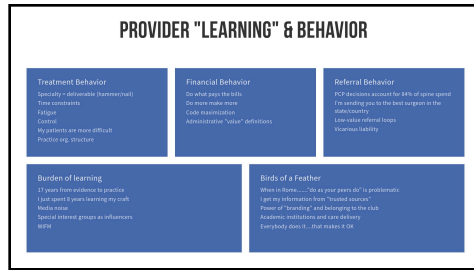 PROVIDER "LEARNING" & BEHAVIOR
Treatment Behavior
Specialty = deliverable (hammer/nail)
Time constraints
Fatigue
Control
My patients are more difficult
Practice org. structure
Financial Behavior
Do what pays the bills
Do more make more
Code maximization
Administrative "value" definitions
Referral Behavior
PCP decisions account for 84% of spine spend
I'm sending you to the best surgeon in the
state/country
Low-value referral loops
Vicarious liability
Burden of learning
17 years from evidence to practice
I just spent 8 years learning my craft
Media noise
Special interest groups as influencers
WIFM
Birds of a Feather
When in Rome......."do as your peers do" is problematic
I get my information from "trusted sources"
Power of "branding" and belonging to the club
Academic institutions and care delivery
Everybody does it... that makes it OK